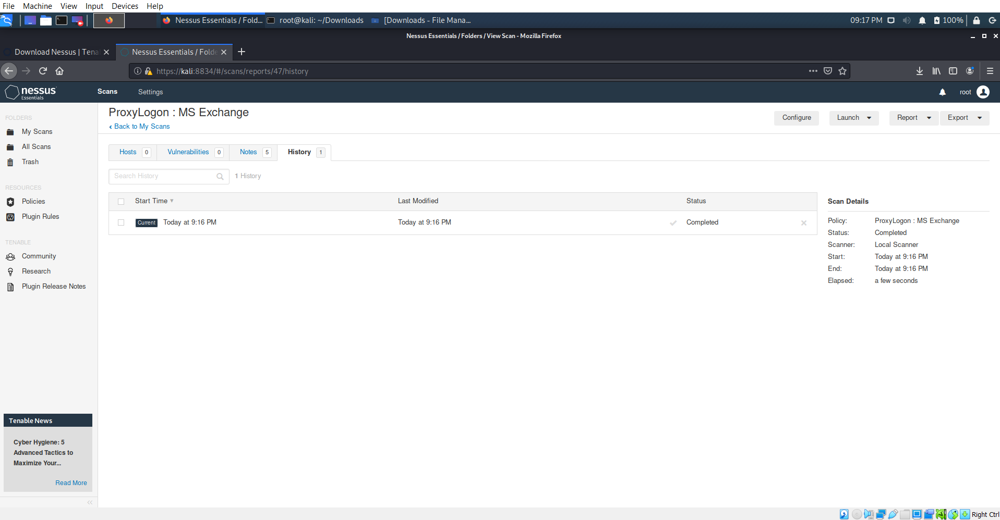 File Machine View Input Devices Help
Nessus Essentials / Fold... root@kali: ~/Downloads [Downloads - File Mana... 09:17 PM 100%
Nessus Essentials / Folders / View Scan - Mozilla Firefox
Download Nessus | Tena Nessus Essentials / Folde
https://kali:8834/#/scans/reports/47/history
nessus Essentials Scans Settings root
FOLDERS
My Scans
All Scans
Trash
RESOURCES
Policies
Plugin Rules
TENABLE
Community
Research
Plugin Release Notes
Tenable News
Cyber Hygiene: 5
Advanced Tactics to
Maximize Your...
Read More
ProxyLogon : MS Exchange
Back to My Scans
Configure Launch Report Export
Hosts 0 Vulnerabilities 0 Notes 5 History 1
Search History 1 History
Start Time Last Modified Status
Current Today at 9:16 PM Today at 9:16 PM Completed
Scan Details
Policy: ProxyLogon : MS Exchange
Status: Completed
Scanner: Local Scanner
Start: Today at 9:16 PM
End: Today at 9:16 PM
Elapsed: a few seconds
Right Ctrl